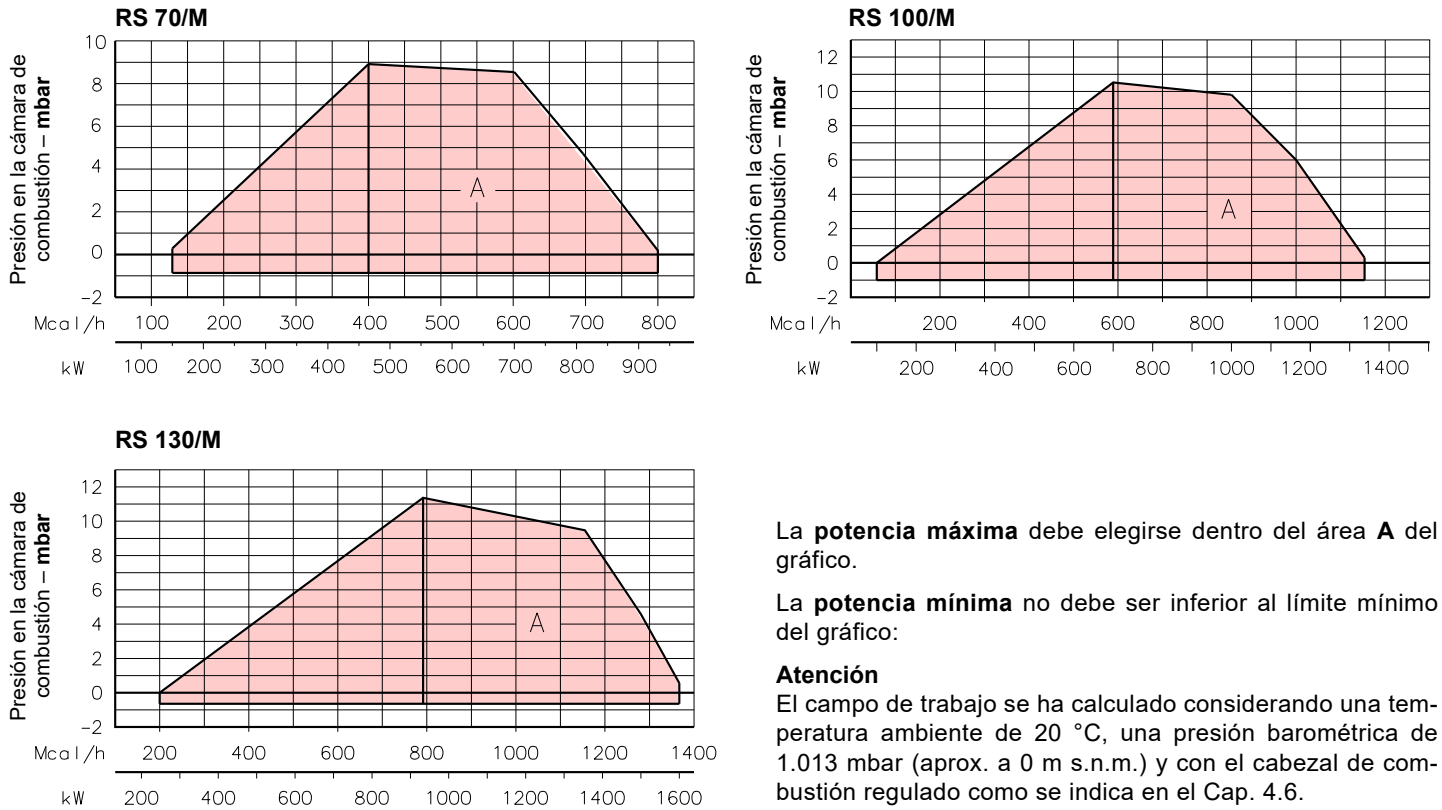 RS 70/M
Presión en la cámara de
combustión – mbar
10
8
6
4
2
0
−2
A
Mcal/h 100 200 300 400 500 600 700 800
kW 100 200 300 400 500 600 700 800 900
RS 100/M
Presión en la cámara de
combustión – mbar
12
10
8
6
4
2
0
−2
A
Mcal/h 200 400 600 800 1000 1200
kW 200 400 600 800 1000 1200 1400
RS 130/M
Presión en la cámara de
combustión – mbar
12
10
8
6
4
2
0
−2
A
Mcal/h 200 400 600 800 1000 1200 1400
kW 200 400 600 800 1000 1200 1400 1600
La potencia máxima debe elegirse dentro del área A del
gráfico.
La potencia mínima no debe ser inferior al límite mínimo
del gráfico:
Atención
El campo de trabajo se ha calculado considerando una tem-
peratura ambiente de 20 °C, una presión barométrica de
1.013 mbar (aprox. a 0 m s.n.m.) y con el cabezal de com-
bustión regulado como se indica en el Cap. 4.6.